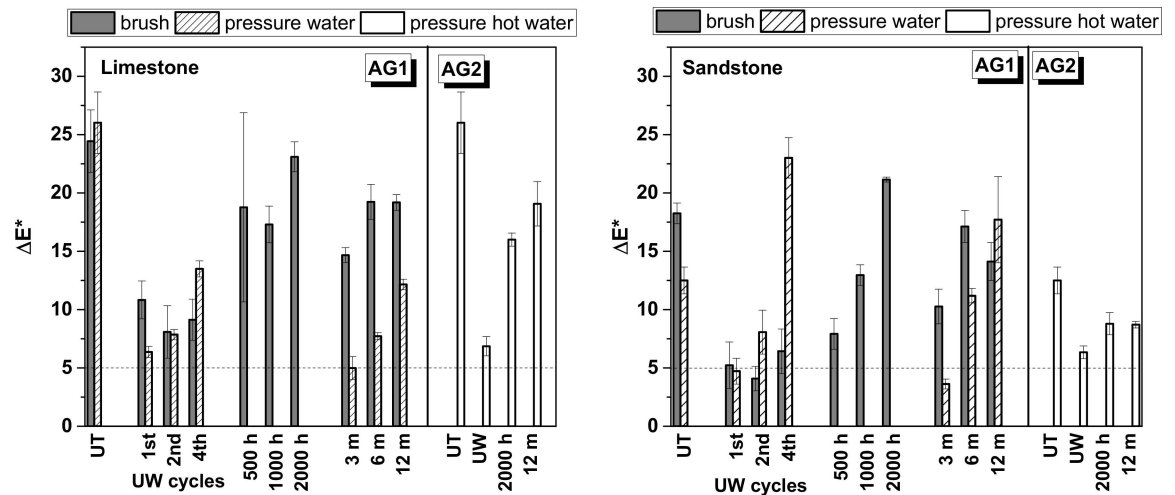 brush pressure water pressure hot water
Limestone AG1 AG2
ΔE*
30
25
20
15
10
5
0
UT 1st 2nd 4th 500 h 1000 h 2000 h 3 m 6 m 12 m UT UW 2000 h 12 m
UW cycles
brush pressure water pressure hot water
Sandstone AG1 AG2
ΔE*
30
25
20
15
10
5
0
UT 1st 2nd 4th 500 h 1000 h 2000 h 3 m 6 m 12 m UT UW 2000 h 12 m
UW cycles